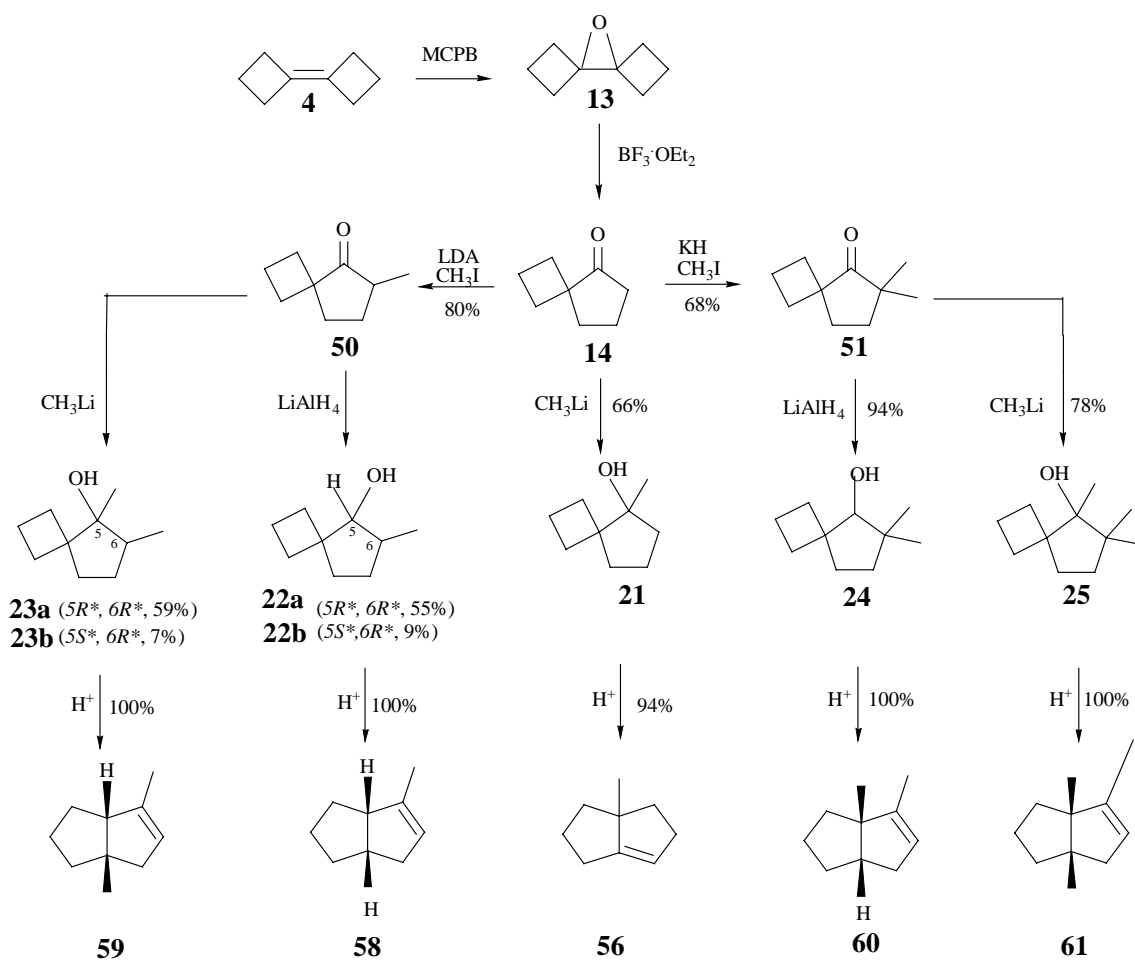 O
MCPB
4
13
BF₃·OEt₂
O
O
O
LDA
CH₃I
80%
KH
CH₃I
68%
50
14
51
CH₃Li
LiAlH₄
CH₃Li
66%
LiAlH₄
94%
CH₃Li
78%
OH
5
6
H
OH
5
6
OH
OH
OH
23a (5R*, 6R*, 59%)
23b (5S*, 6R*, 7%)
22a (5R*, 6R*, 55%)
22b (5S*,6R*, 9%)
21
24
25
H⁺
100%
H⁺
100%
H⁺
94%
H⁺
100%
H⁺
100%
H
H
H
H
59
58
56
60
61